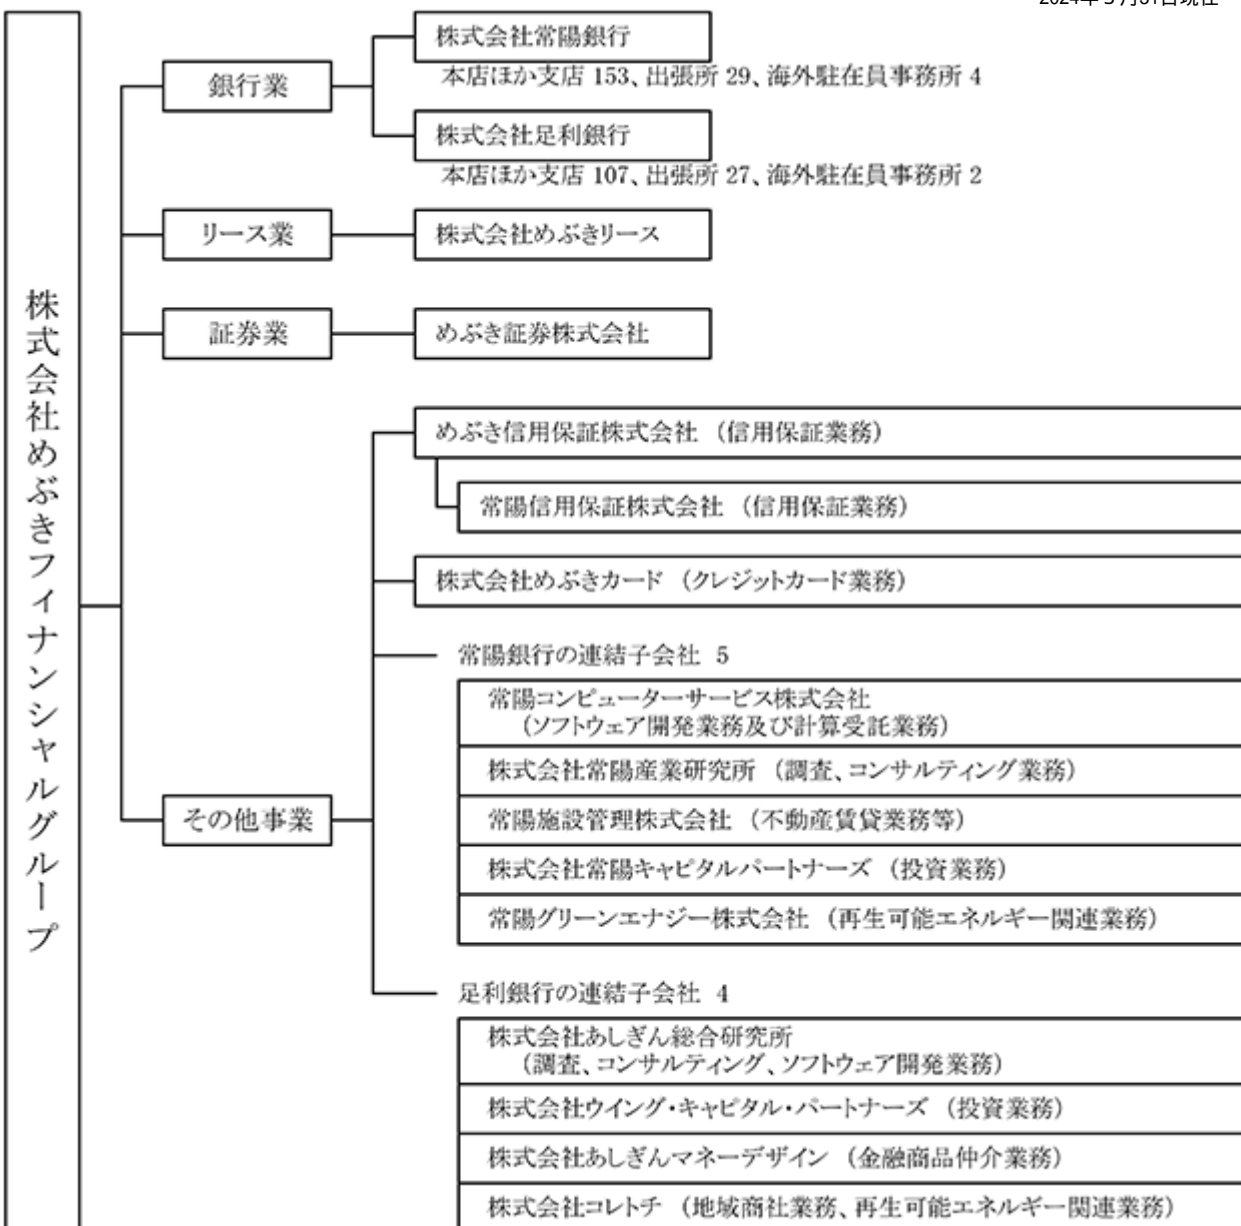 株式会社めぶきフィナンシャルグループ
銀行業
株式会社常陽銀行
本店ほか支店 153、出張所 29、海外駐在員事務所 4
株式会社足利銀行
本店ほか支店 107、出張所 27、海外駐在員事務所 2
リース業
株式会社めぶきリース
証券業
めぶき証券株式会社
その他事業
めぶき信用保証株式会社 (信用保証業務)
常陽信用保証株式会社 (信用保証業務)
株式会社めぶきカード (クレジットカード業務)
常陽銀行の連結子会社 5
常陽コンピューターサービス株式会社
(ソフトウェア開発業務及び計算受託業務)
株式会社常陽産業研究所 (調査、コンサルティング業務)
常陽施設管理株式会社 (不動産賃貸業務等)
株式会社常陽キャピタルパートナーズ (投資業務)
常陽グリーンエナジー株式会社 (再生可能エネルギー関連業務)
足利銀行の連結子会社 4
株式会社あしぎん総合研究所
(調査、コンサルティング、ソフトウェア開発業務)
株式会社ウイング・キャピタル・パートナーズ (投資業務)
株式会社あしぎんマネーデザイン (金融商品仲介業務)
株式会社コレトチ (地域商社業務、再生可能エネルギー関連業務)